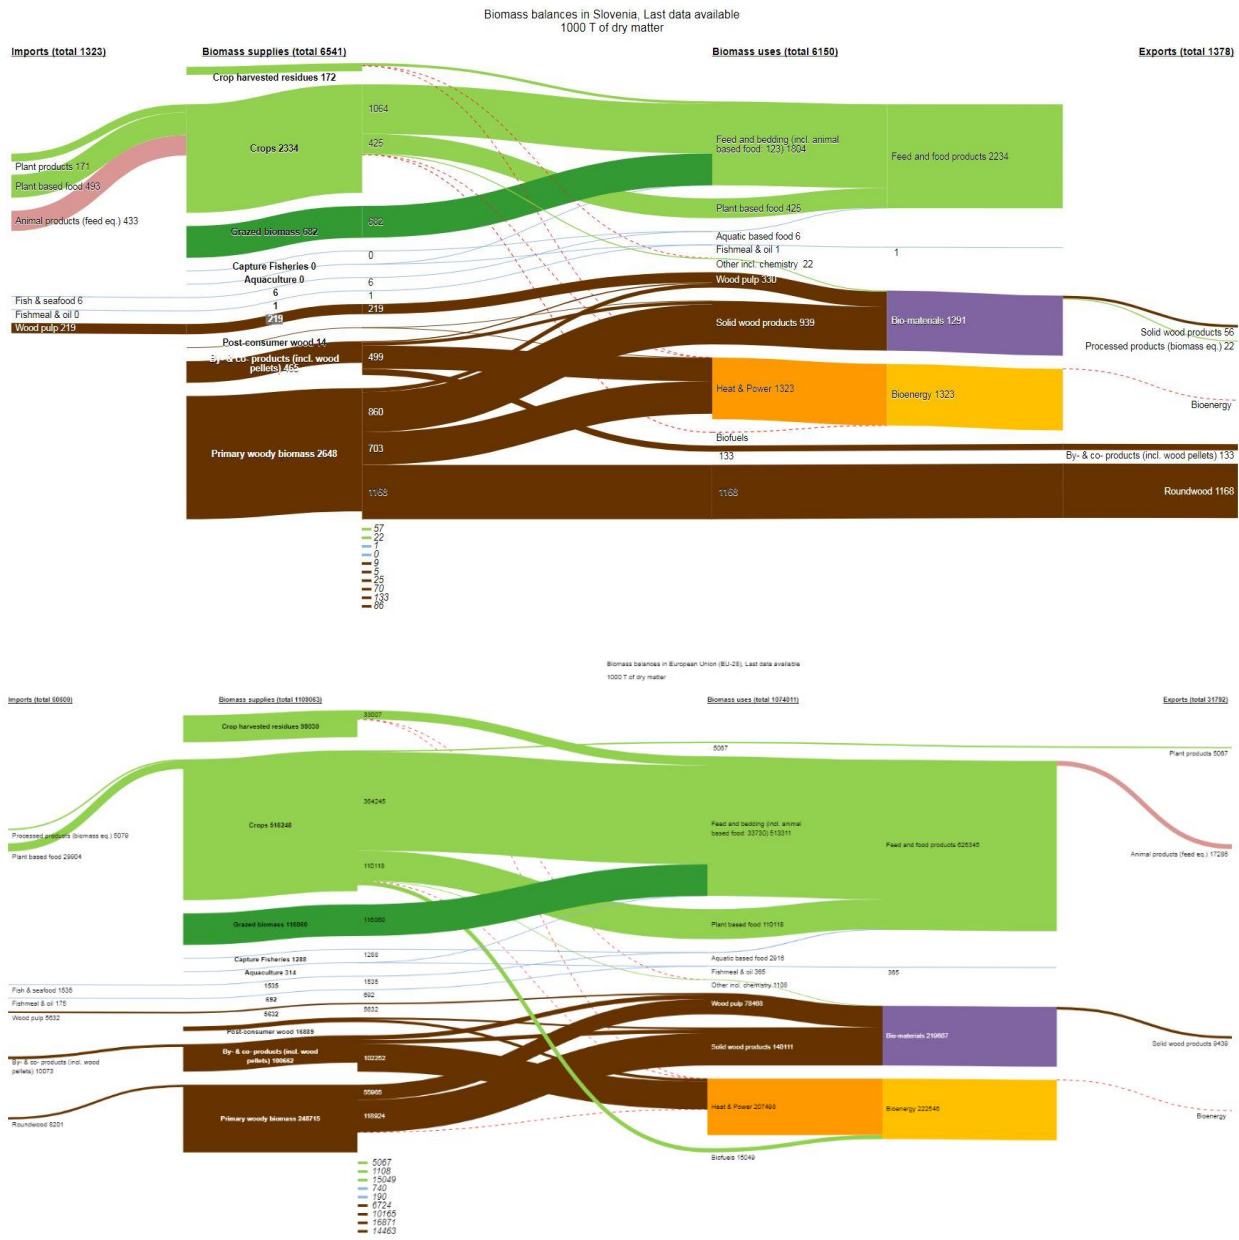 Biomass balances in Slovenia, Last data available
1000 T of dry matter
Imports (total 1323)
Biomass supplies (total 6541)
Biomass uses (total 6150)
Exports (total 1378)
Crop harvested residues 172
1064
Crops 2334
425
Feed and bedding (incl. animal
based food: 123) 1804
Feed and food products 2234
Plant products 171
Plant based food 493
Animal products (feed eq.) 433
Plant based food 425
Grazed biomass 682
682
Aquatic based food 6
Fishmeal & oil 1
1
0
Capture Fisheries 0
Other incl. chemistry 22
Aquaculture 0
6
Wood pulp 330
6
1
Fish & seafood 6
1
219
Fishmeal & oil 0
219
Wood pulp 219
Solid wood products 939
Bio-materials 1291
Solid wood products 56
Post-consumer wood 14
Processed products (biomass eq.) 22
By- & co- products (incl. wood
pellets) 465
499
Heat & Power 1323
Bioenergy 1323
Bioenergy
860
Biofuels
703
133
By- & co- products (incl. wood pellets) 133
Primary woody biomass 2648
1168
1168
Roundwood 1168
57
22
1
0
9
5
25
70
133
86
Biomass balances in European Union (EU-28), Last data available
1000 T of dry matter
Imports (total 60600)
Biomass supplies (total 1109063)
Biomass uses (total 1074011)
Exports (total 31792)
33007
Crop harvested residues
5067
Plant products 5067
364245
Crops
Feed and bedding (incl. animal
based food: 33730) 513311
Feed and food products
Processed products (biomass eq.) 5079
Plant based food 29904
Animal products (feed eq.) 17286
110118
Grazed biomass
Plant based food 110118
1288
Capture Fisheries 1288
Aquatic based food 2916
Aquaculture 314
Fishmeal & oil 365
365
1535
1535
Fish & seafood 1535
692
692
Other incl. chemistry 1108
Fishmeal & oil 175
5632
5632
Wood pulp 5632
Wood pulp 78468
Post-consumer wood 16889
Bio-materials
By- & co- products (incl. wood
pellets)
102252
Solid wood products 140111
Solid wood products 9439
By- & co- products (incl. wood
pellets) 10073
Roundwood 8201
118924
Primary woody biomass 248715
Heat & Power 207498
Bioenergy 222546
Bioenergy
Biofuels 15049
5067
1108
15049
740
190
6724
10165
16871
14463